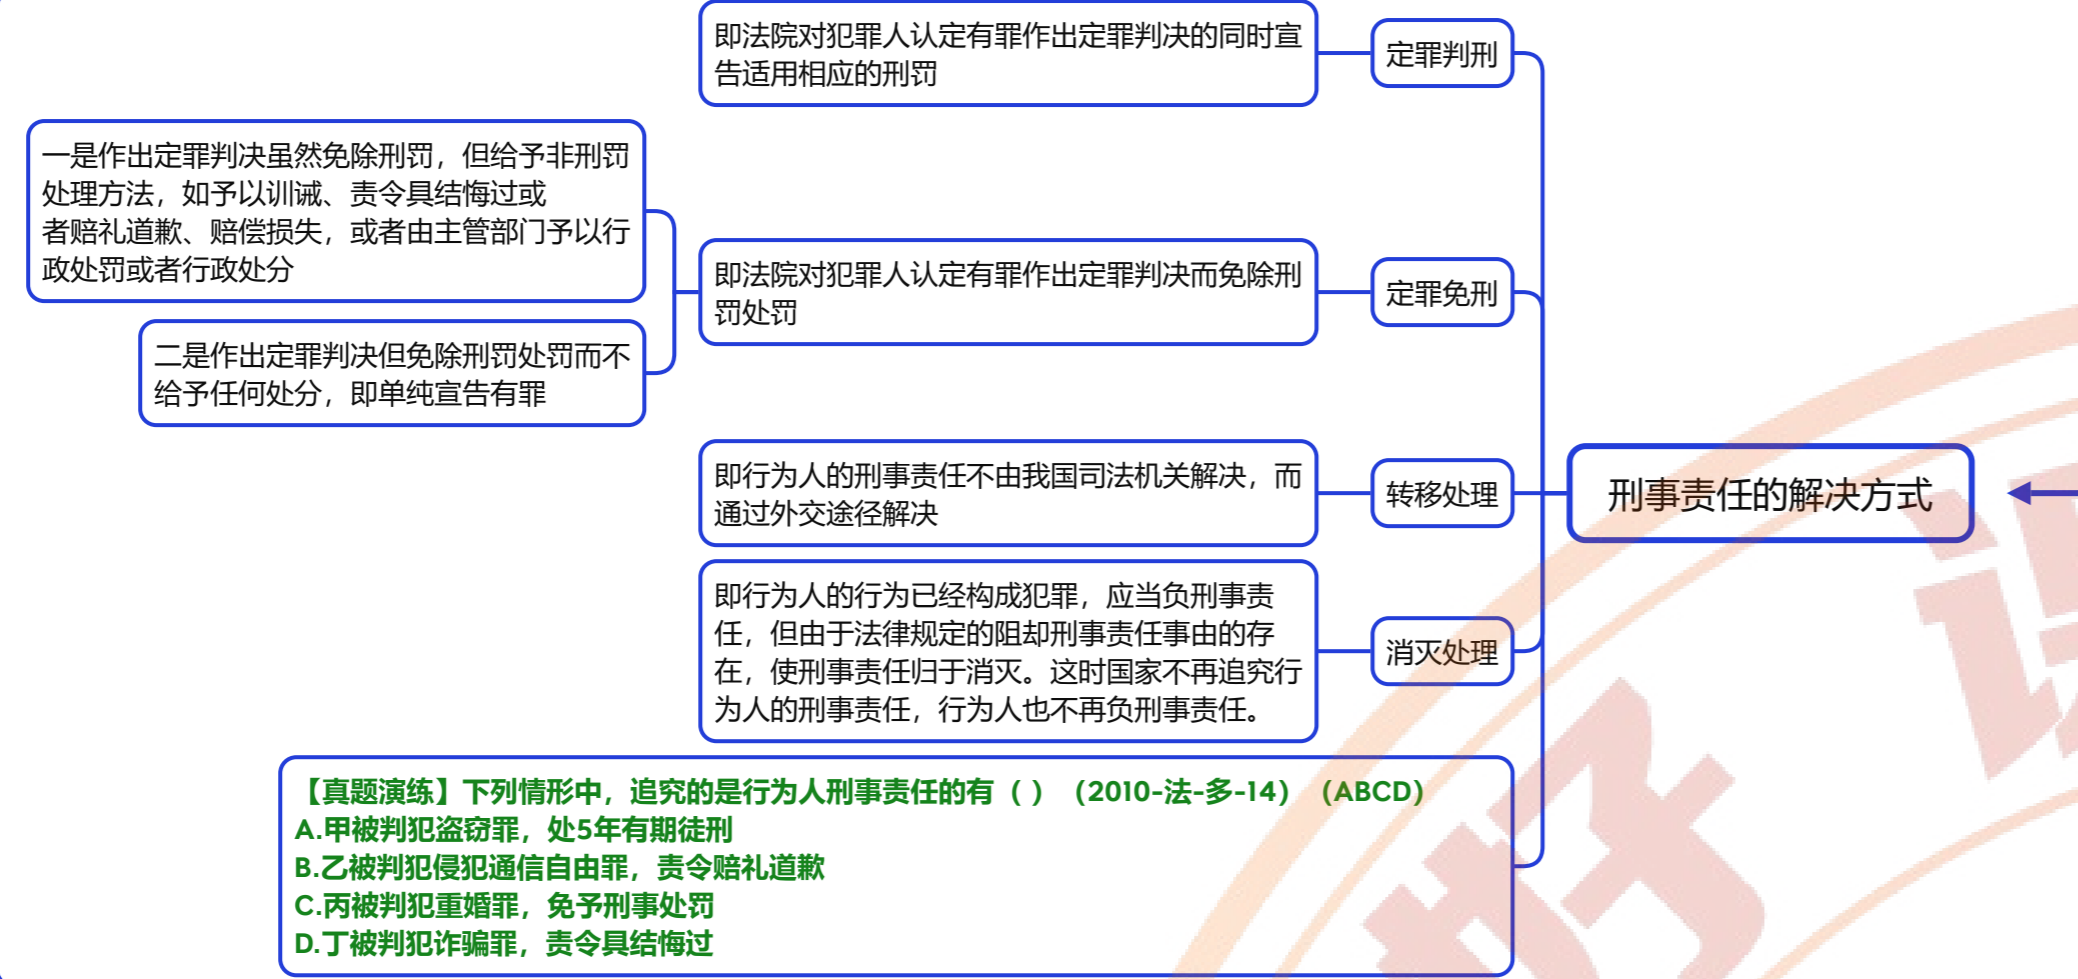 刑事责任的解决方式
定罪判刑
即法院对犯罪人认定有罪作出定罪判决的同时宣
告适用相应的刑罚
定罪免刑
即法院对犯罪人认定有罪作出定罪判决而免除刑
罚处罚
一是作出定罪判决虽然免除刑罚，但给予非刑罚
处理方法，如予以训诫、责令具结悔过或
者赔礼道歉、赔偿损失，或者由主管部门予以行
政处罚或者行政处分
二是作出定罪判决但免除刑罚处罚而不
给予任何处分，即单纯宣告有罪
转移处理
即行为人的刑事责任不由我国司法机关解决，而
通过外交途径解决
消灭处理
即行为人的行为已经构成犯罪，应当负刑事责
任，但由于法律规定的阻却刑事责任事由的存
在，使刑事责任归于消灭。这时国家不再追究行
为人的刑事责任，行为人也不再负刑事责任。
【真题演练】下列情形中，追究的是行为人刑事责任的有（ ）（2010-法-多-14）（ABCD）
A.甲被判犯盗窃罪，处5年有期徒刑
B.乙被判犯侵犯通信自由罪，责令赔礼道歉
C.丙被判犯重婚罪，免予刑事处罚
D.丁被判犯诈骗罪，责令具结悔过
好